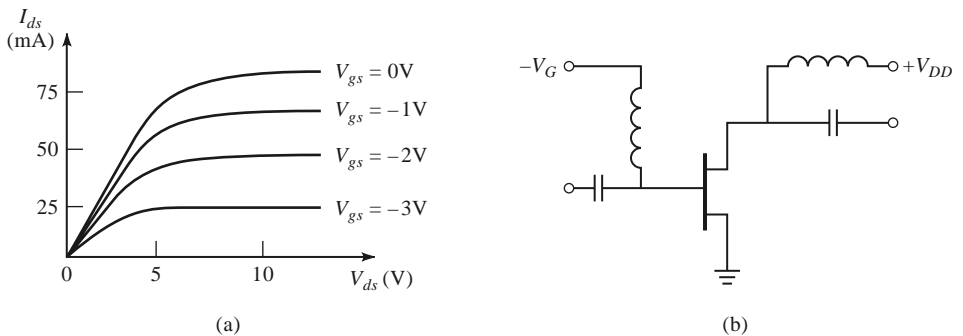 I_ds
(mA)
75
50
25
0
5
10
V_ds (V)
V_gs = 0V
V_gs = −1V
V_gs = −2V
V_gs = −3V
(a)
−V_G
+V_DD
(b)